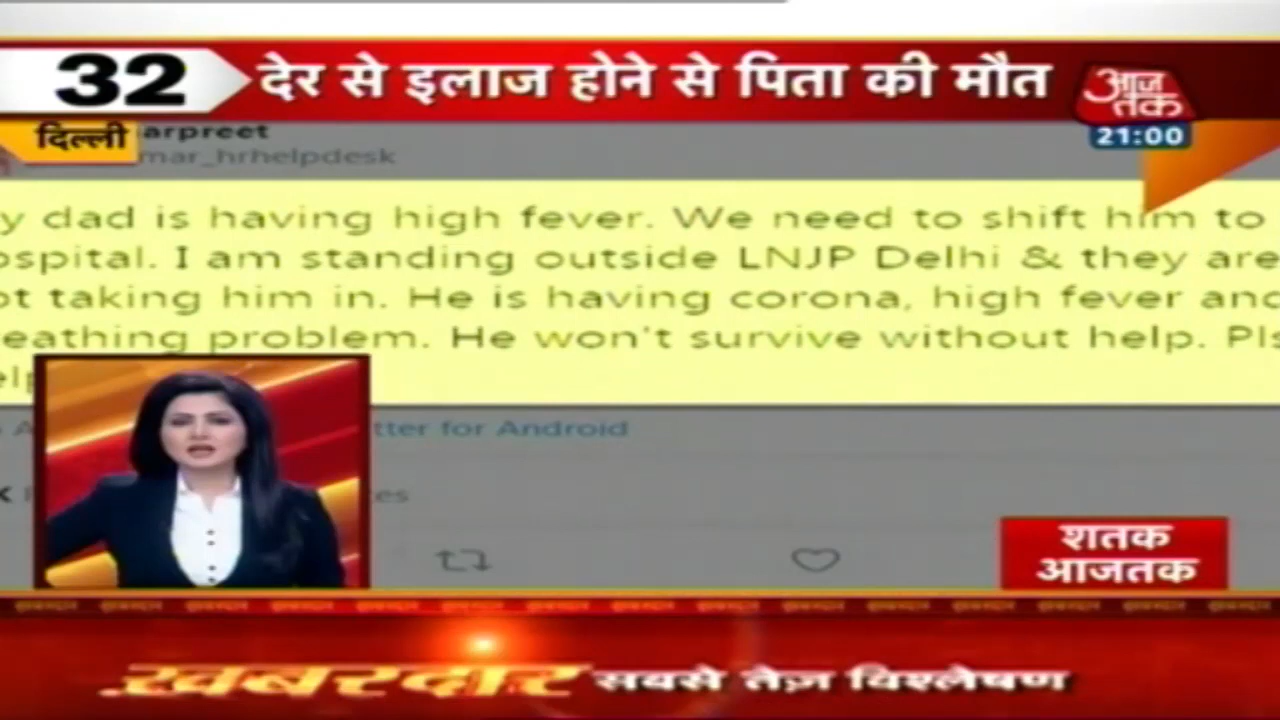 32 देर से इलाज होने से पिता की मौत
आज
तक
21:00
दिल्ली
arpreet
mar_hrhelpdesk
y dad is having high fever. We need to shift him to
ospital. I am standing outside LNJP Delhi & they are
ot taking him in. He is having corona, high fever and
eathing problem. He won't survive without help. Pls
tter for Android
शतक
आजतक
ख़बरदार सबसे तेज़ विश्लेषण